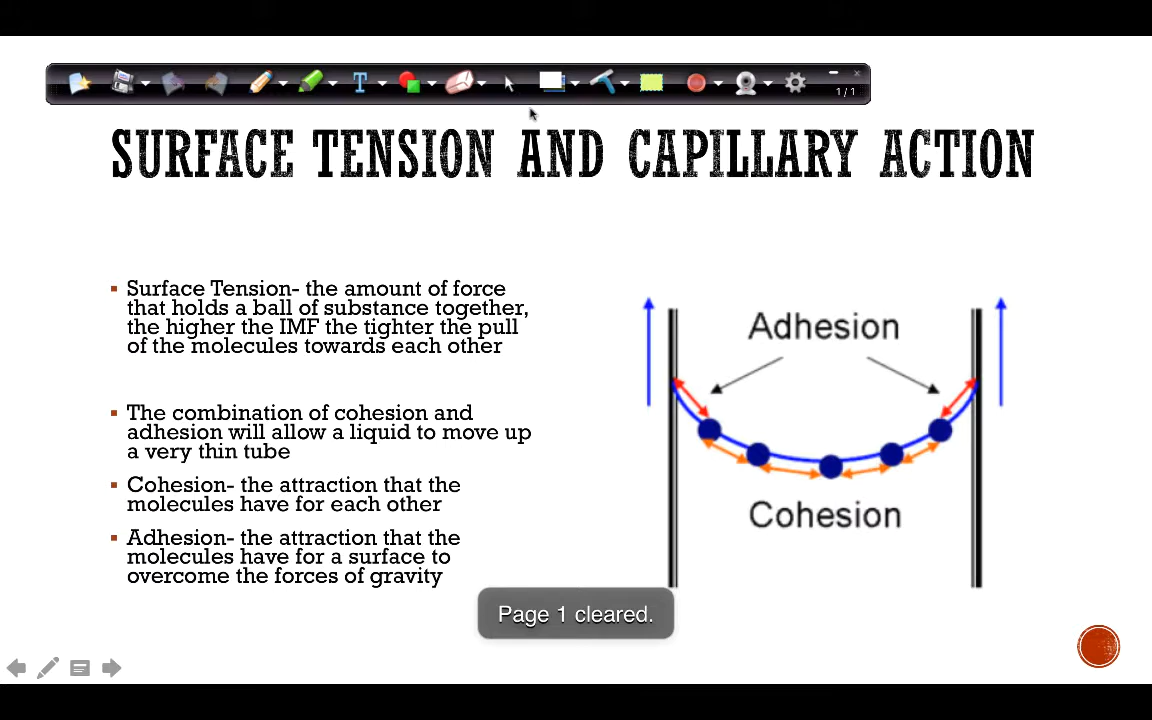 1 / 1
SURFACE TENSION AND CAPILLARY ACTION
▪ Surface Tension- the amount of force
that holds a ball of substance together,
the higher the IMF the tighter the pull
of the molecules towards each other
▪ The combination of cohesion and
adhesion will allow a liquid to move up
a very thin tube
▪ Cohesion- the attraction that the
molecules have for each other
▪ Adhesion- the attraction that the
molecules have for a surface to
overcome the forces of gravity
Adhesion
Cohesion
Page 1 cleared.